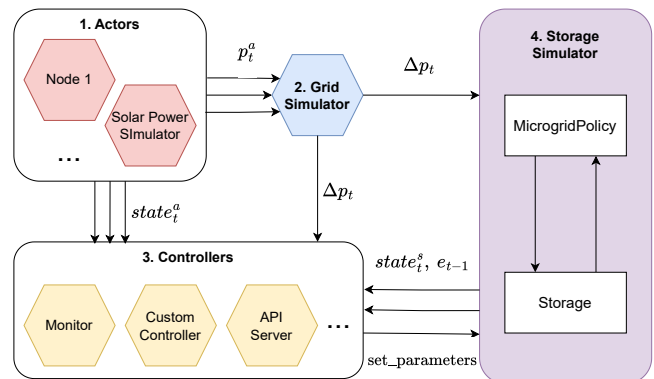 1. Actors
Node 1
Solar Power
SImulator
...
p_t^a
2. Grid
Simulator
Δp_t
4. Storage
Simulator
MicrogridPolicy
Storage
state_t^a
Δp_t
3. Controllers
Monitor
Custom
Controller
API
Server
...
state_t^s, e_{t−1}
set_parameters